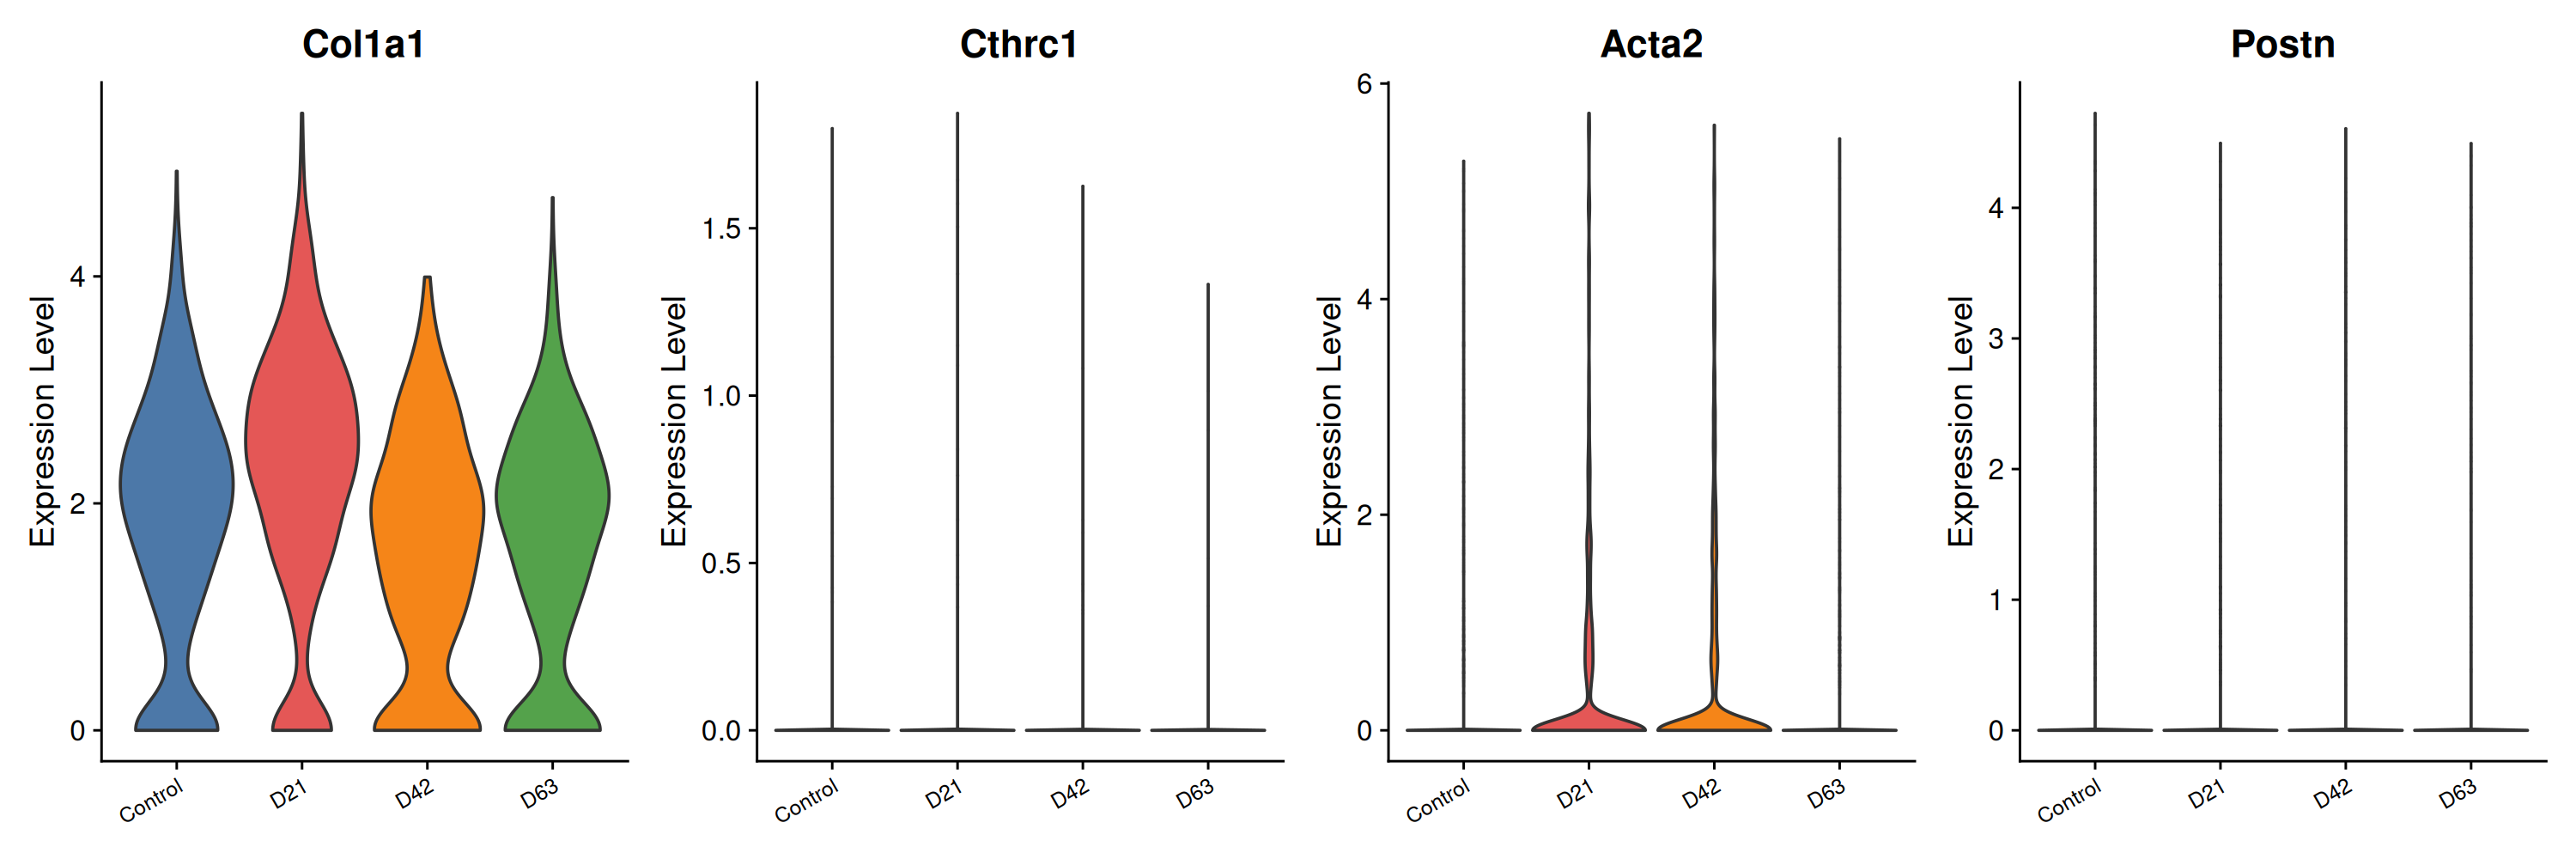 Col1a1
Expression Level
4
2
0
Control
D21
D42
D63
Cthrc1
Expression Level
1.5
1.0
0.5
0.0
Control
D21
D42
D63
Acta2
Expression Level
6
4
2
0
Control
D21
D42
D63
Postn
Expression Level
4
3
2
1
0
Control
D21
D42
D63